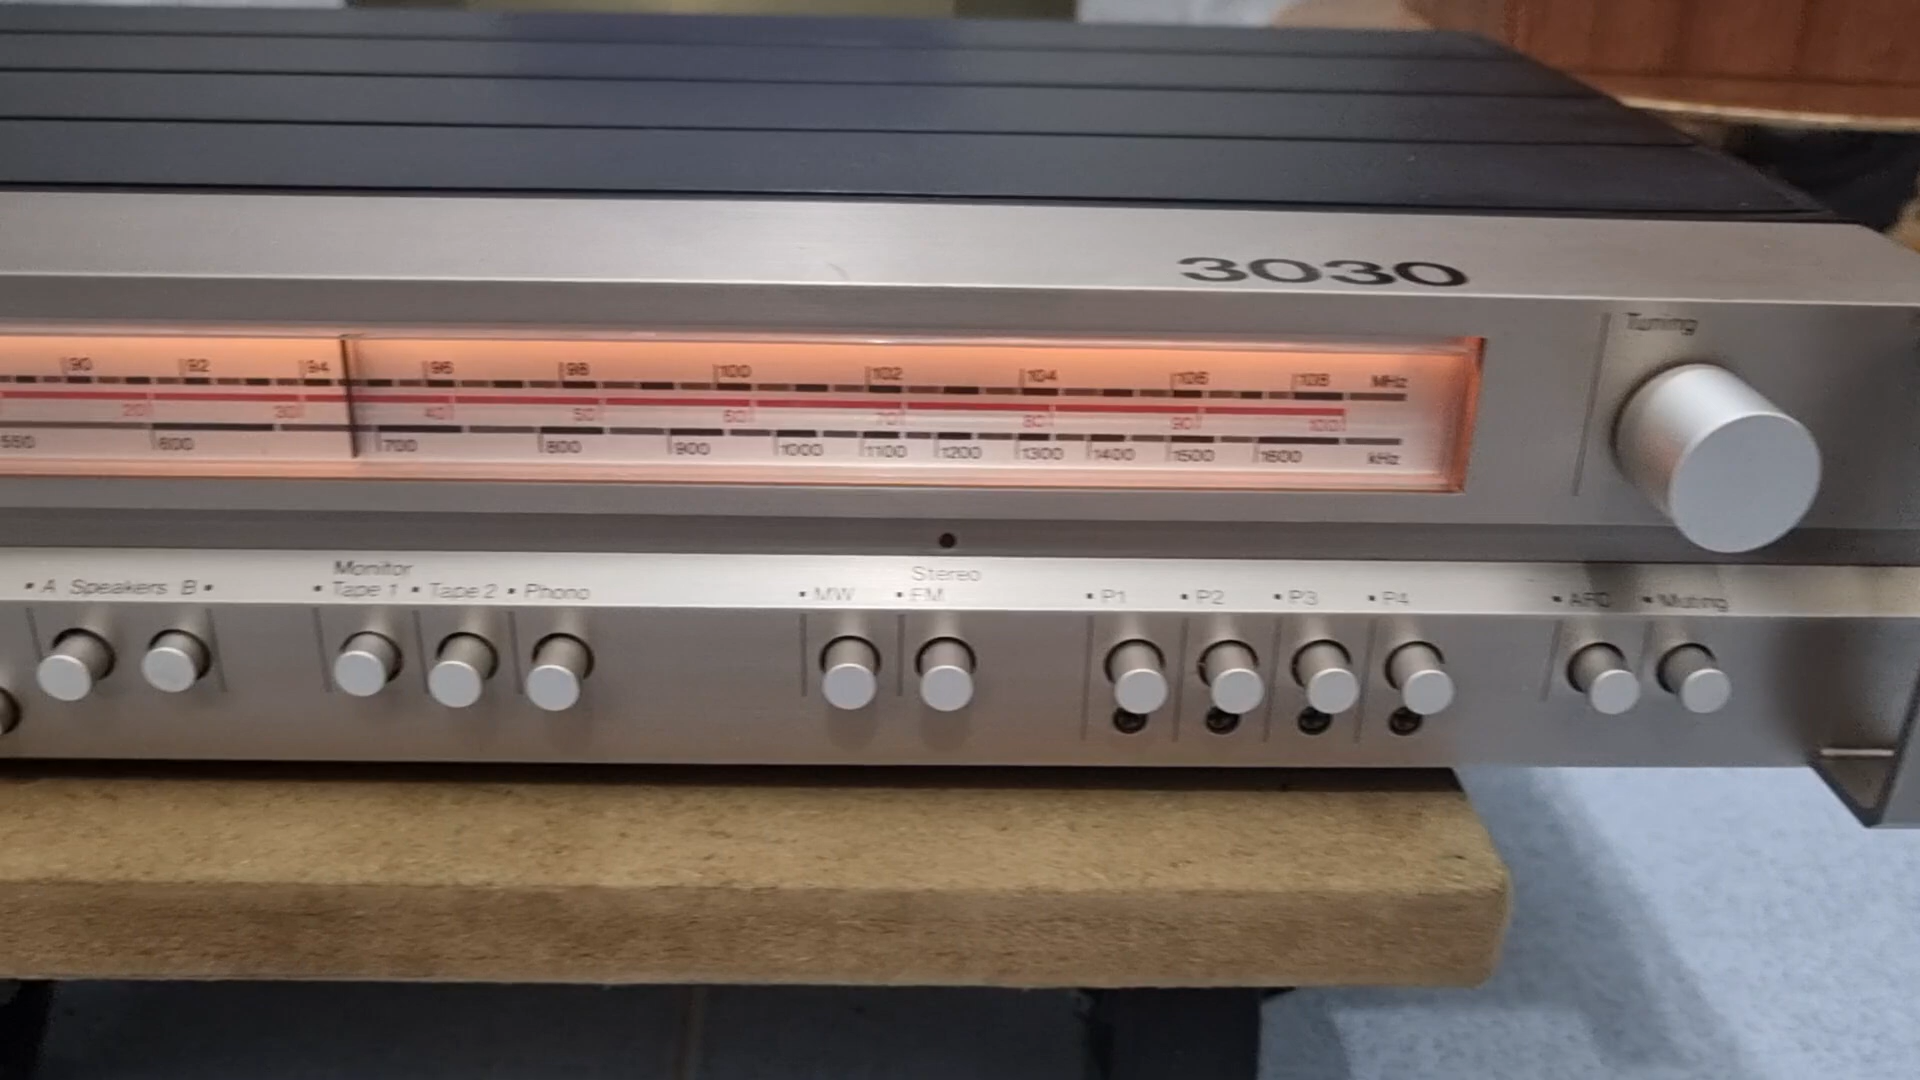 3030
Tuning
90 92 94 96 98 100 102 104 106 108 MHz
20 30 40 50 60 70 80 90 100
550 600 700 800 900 1000 1100 1200 1300 1400 1500 1600 kHz
Monitor Stereo
A Speakers B Tape 1 Tape 2 Phono MW FM P1 P2 P3 P4 AFC Muting